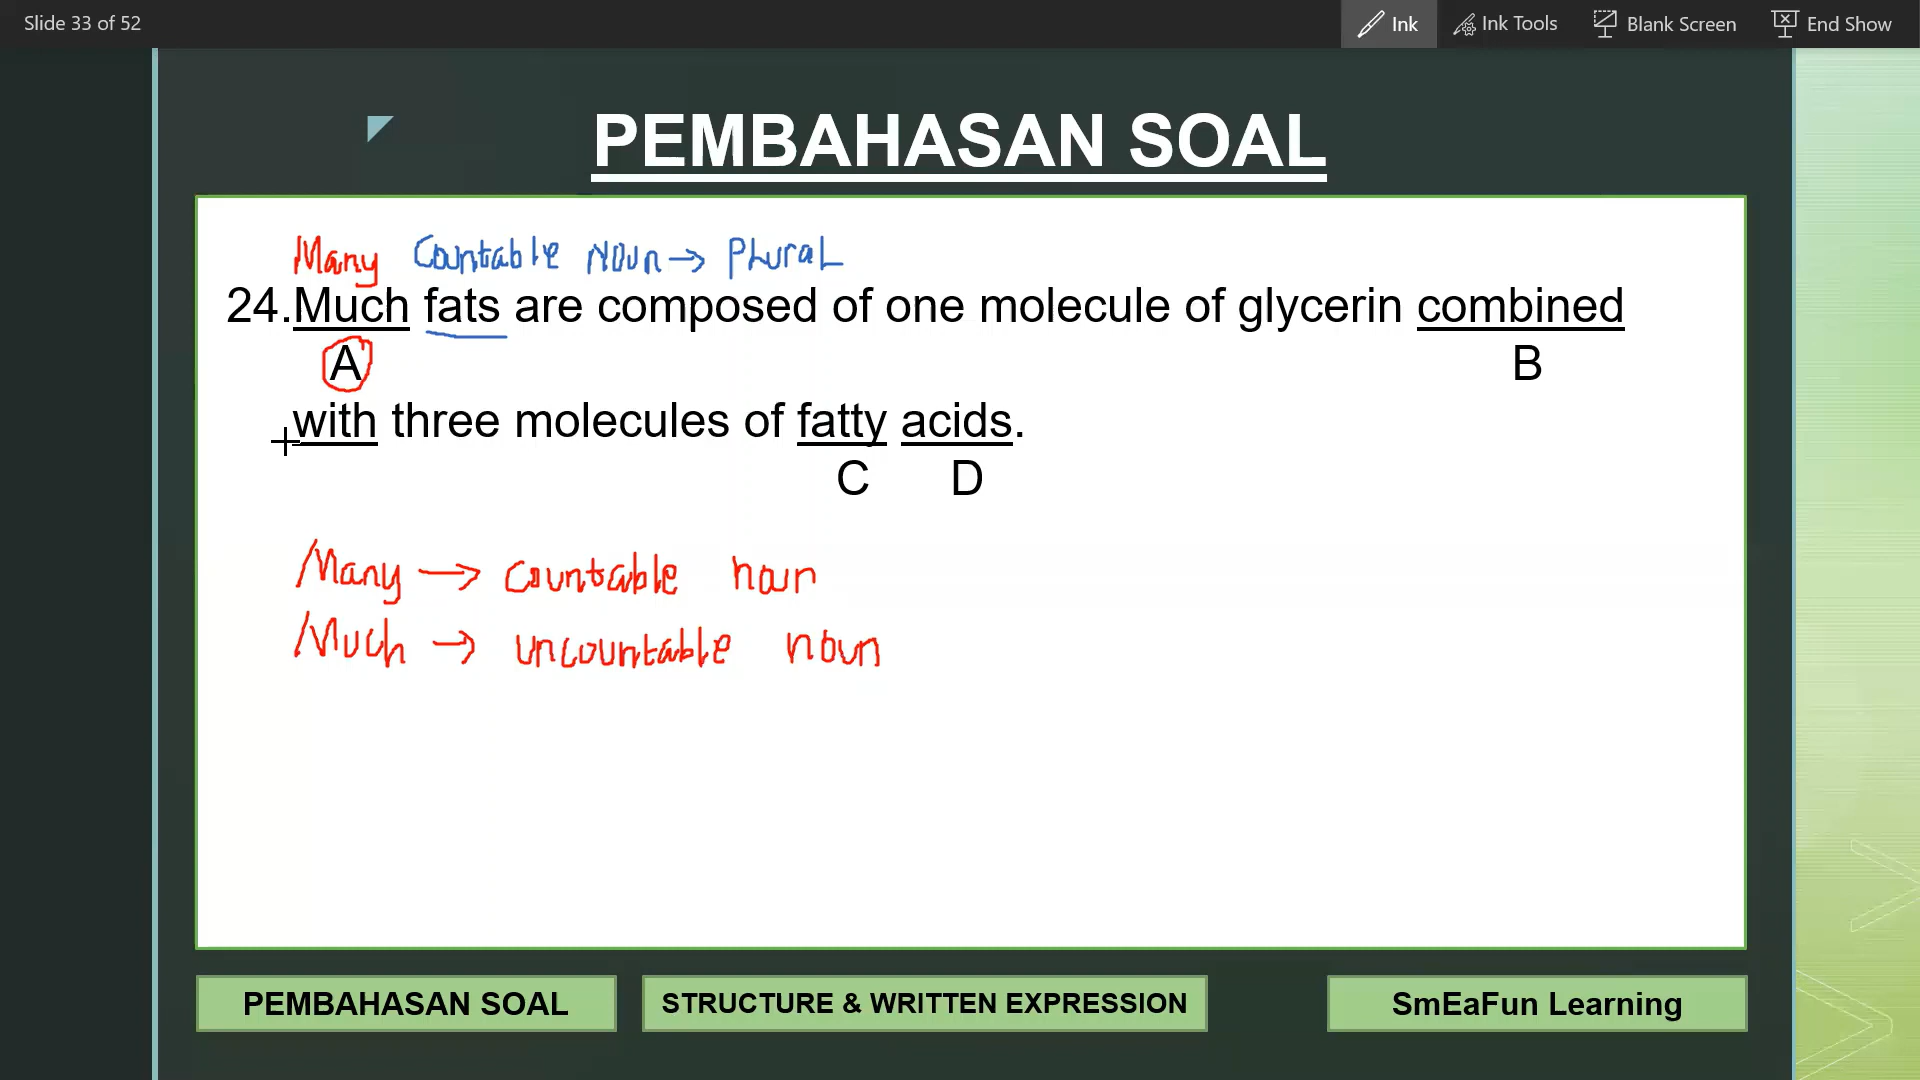 Slide 33 of 52
Ink
Ink Tools
Blank Screen
End Show
PEMBAHASAN SOAL
Many Countable Noun → Plural
24.Much fats are composed of one molecule of glycerin combined
A B
with three molecules of fatty acids.
C D
Many → countable noun
Much → uncountable noun
PEMBAHASAN SOAL
STRUCTURE & WRITTEN EXPRESSION
SmEaFun Learning